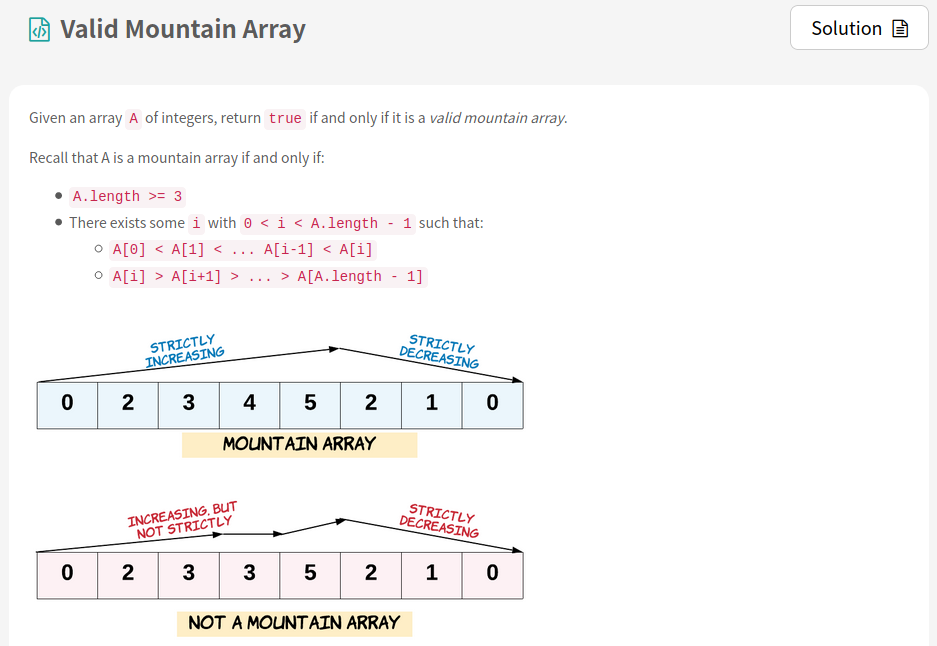 Valid Mountain Array
Solution
Given an array A of integers, return true if and only if it is a valid mountain array.
Recall that A is a mountain array if and only if:
A.length >= 3
There exists some i with 0 < i < A.length - 1 such that:
A[0] < A[1] < ... A[i-1] < A[i]
A[i] > A[i+1] > ... > A[A.length - 1]
STRICTLY
INCREASING
STRICTLY
DECREASING
0 2 3 4 5 2 1 0
MOUNTAIN ARRAY
INCREASING, BUT
NOT STRICTLY
STRICTLY
DECREASING
0 2 3 3 5 2 1 0
NOT A MOUNTAIN ARRAY